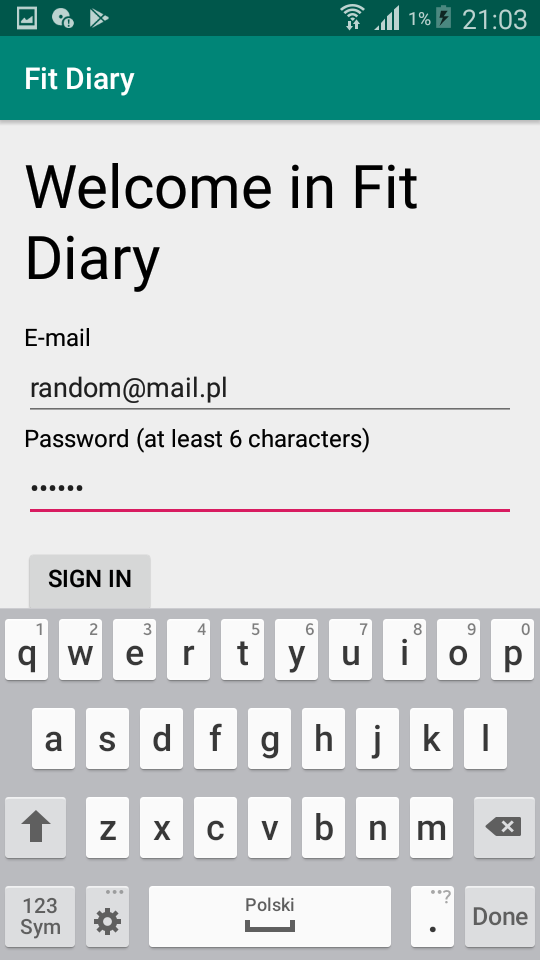 1% 21:03
Fit Diary
Welcome in Fit
Diary
E-mail
random@mail.pl
Password (at least 6 characters)
••••••
SIGN IN
1 2 3 4 5 6 7 8 9 0
q w e r t y u i o p
a s d f g h j k l
z x c v b n m
123
Sym
Polski
?
.
Done